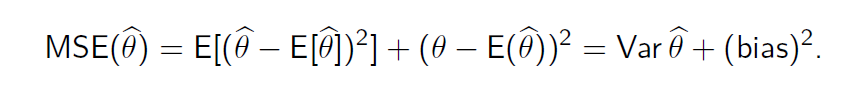 MSE(θ̂) = E[(θ̂ – E[θ̂])²] + (θ – E(θ̂))² = Var θ̂ + (bias)².